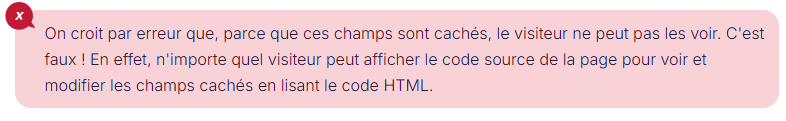 x
On croit par erreur que, parce que ces champs sont cachés, le visiteur ne peut pas les voir. C'est
faux ! En effet, n'importe quel visiteur peut afficher le code source de la page pour voir et
modifier les champs cachés en lisant le code HTML.